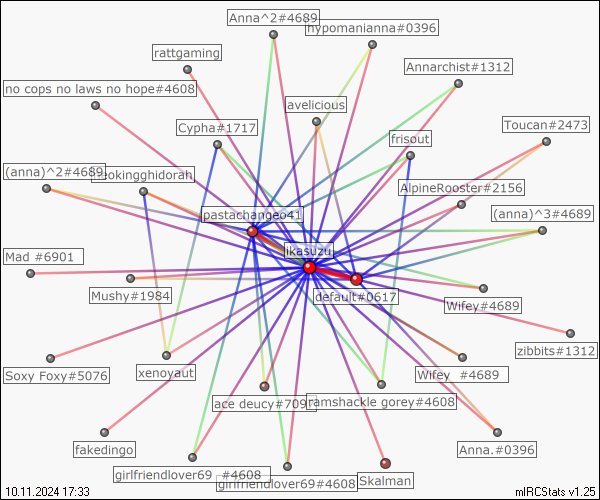 Anna^2#4689
hypomanianna#0396
rattgaming
Annarchist#1312
no cops no laws no hope#4608
avelicious
Cypha#1717
Toucan#2473
frisout
(anna)^2#4689
AlpineRooster#2156
pastachangeo41
(anna)^3#4689
ikasuzu
Mad #6901
default#0617
Mushy#1984
Wifey#4689
zibbits#1312
Soxy Foxy#5076
xenoyaut
Wifey #4689
ace deucy#709
ramshackle gorey#4608
fakedingo
Anna.#0396
girlfriendlover69 #4608
girlfriendlover69#4608
Skalman
10.11.2024 17:33
mIRCStats v1.25